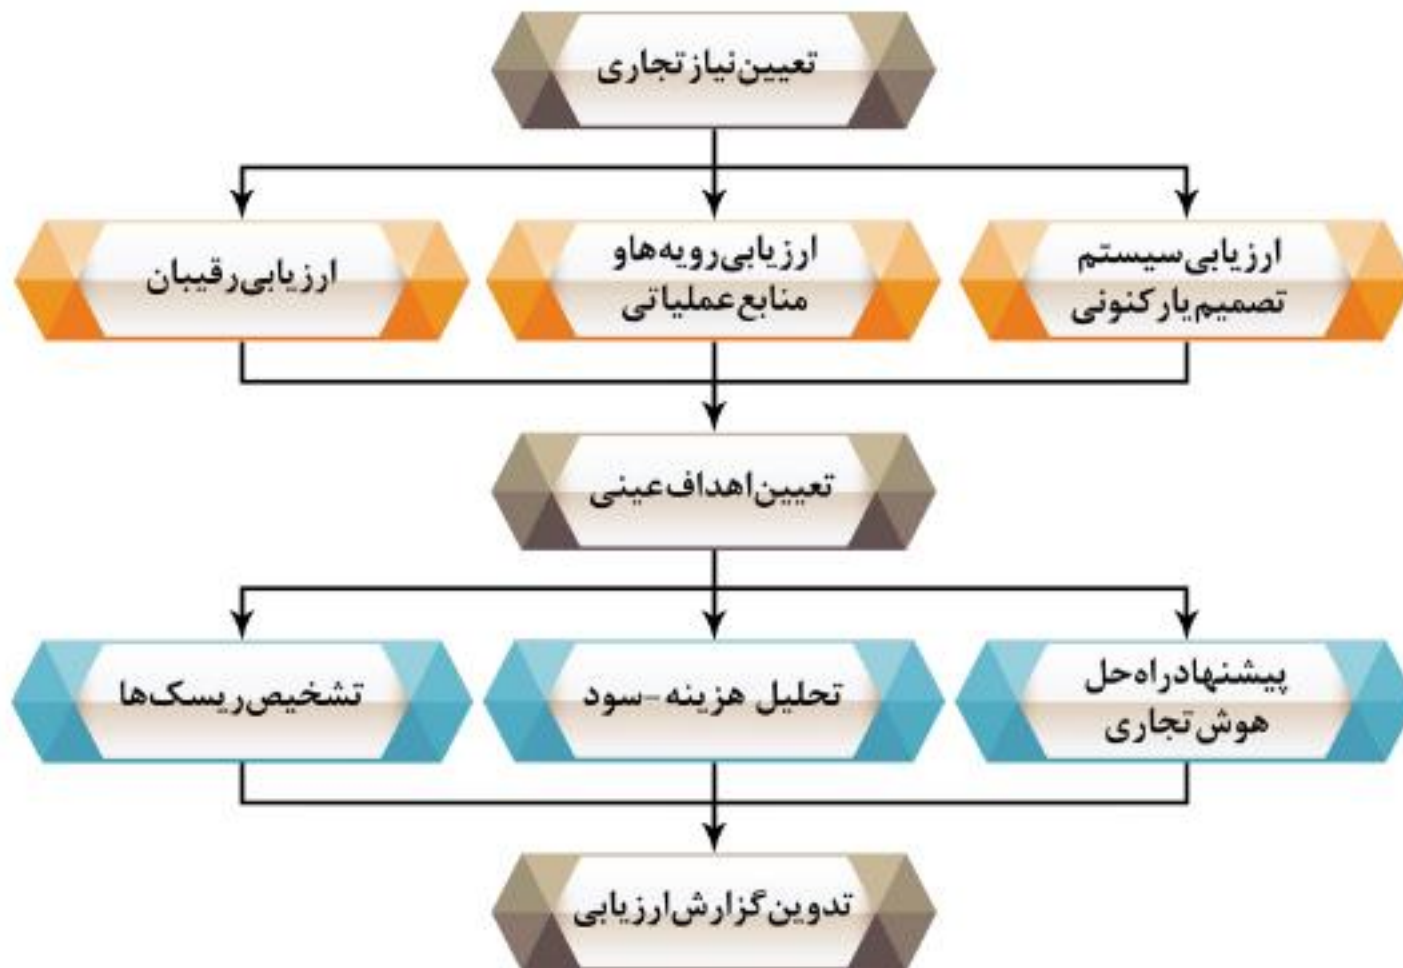 تعیین نیاز تجاری
ارزیابی سیستم
تصمیم یار کنونی
ارزیابی رویه ها و
منابع عملیاتی
ارزیابی رقیبان
تعیین اهداف عینی
پیشنهاد راه حل
هوش تجاری
تحلیل هزینه - سود
تشخیص ریسک ها
تدوین گزارش ارزیابی